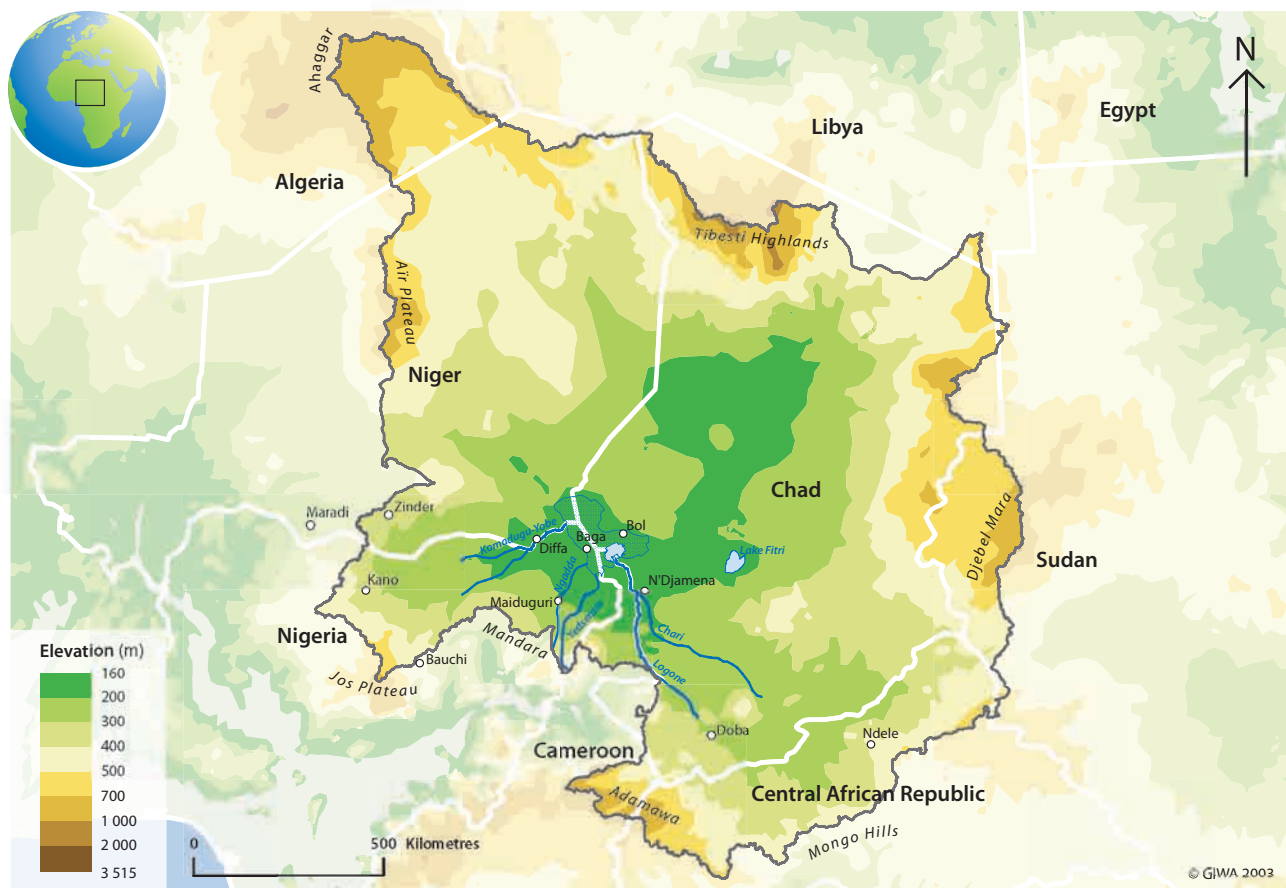 Ahaggar
N
Egypt
Libya
Algeria
Tibesti Highlands
Aïr Plateau
Niger
Chad
Maradi
Zinder
Komadugu-Yobe
Diffa
Baga
Bol
Lake Fitri
Djebel Mara
Sudan
Kano
Ngadda
N'Djamena
Maiduguri
Yedseram
Nigeria
Mandara
Chari
Bauchi
Logone
Jos Plateau
Doba
Ndele
Cameroon
Adamawa
Central African Republic
Mongo Hills
Elevation (m)
160
200
300
400
500
700
1 000
2 000
3 515
0 500 Kilometres
© GIWA 2003